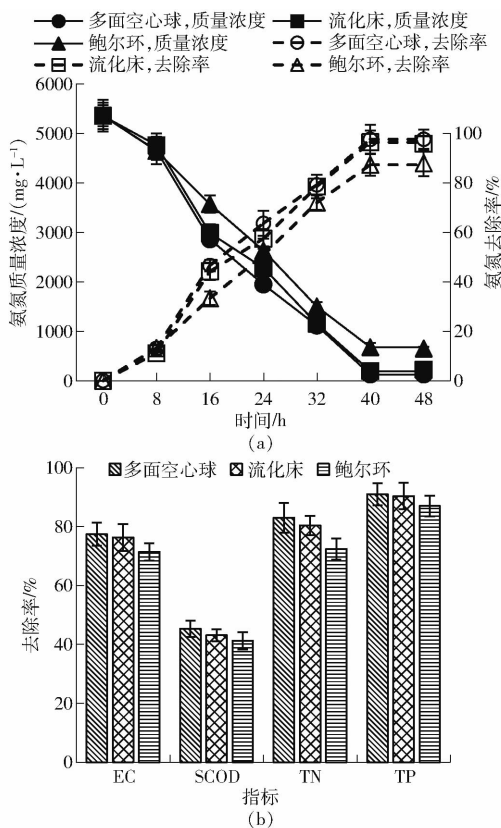 多面空心球,质量浓度 流化床,质量浓度
鲍尔环,质量浓度 多面空心球,去除率
流化床,去除率 鲍尔环,去除率
6000
5000
4000
3000
2000
1000
0
氨氮质量浓度/(mg·L⁻¹)
100
80
60
40
20
0
氨氮去除率/%
0 8 16 24 32 40 48
时间/h
(a)
100
80
60
40
20
0
去除率/%
多面空心球 流化床 鲍尔环
EC SCOD TN TP
指标
(b)